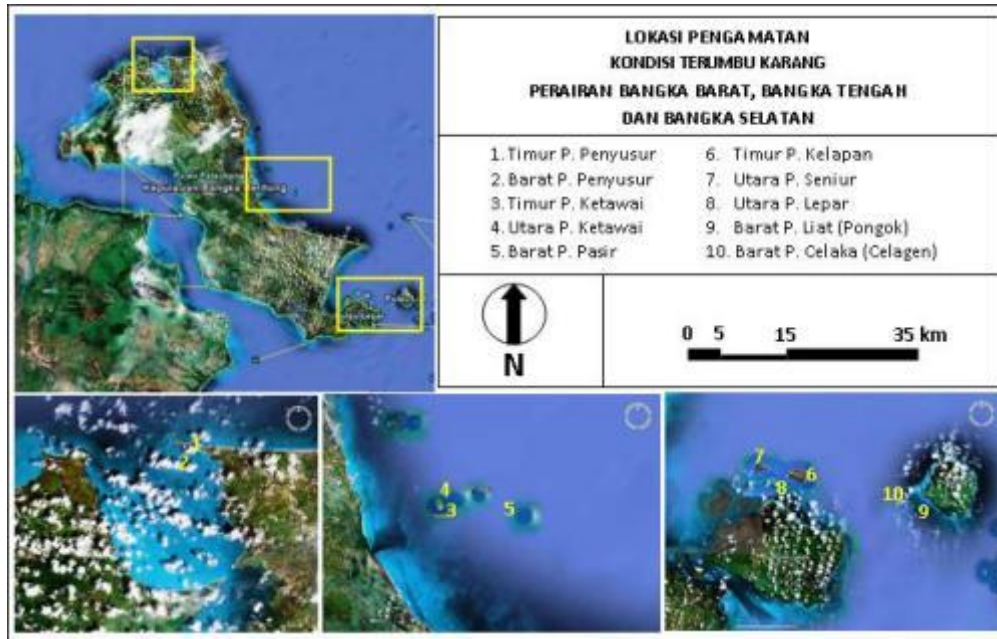 LOKASI PENGAMATAN
KONDISI TERUMBU KARANG
PERAIRAN BANGKA BARAT, BANGKA TENGAH
DAN BANGKA SELATAN
1. Timur P. Penyusur
2. Barat P. Penyusur
3. Timur P. Ketawai
4. Utara P. Ketawai
5. Barat P. Pasir
6. Timur P. Kelapan
7. Utara P. Seniur
8. Utara P. Lepar
9. Barat P. Liat (Pongok)
10. Barat P. Celaka (Celagen)
N
0 5 15 35 km
Kepulauan Bangka Belitung
1
2
4
3
5
7
6
8
10
9